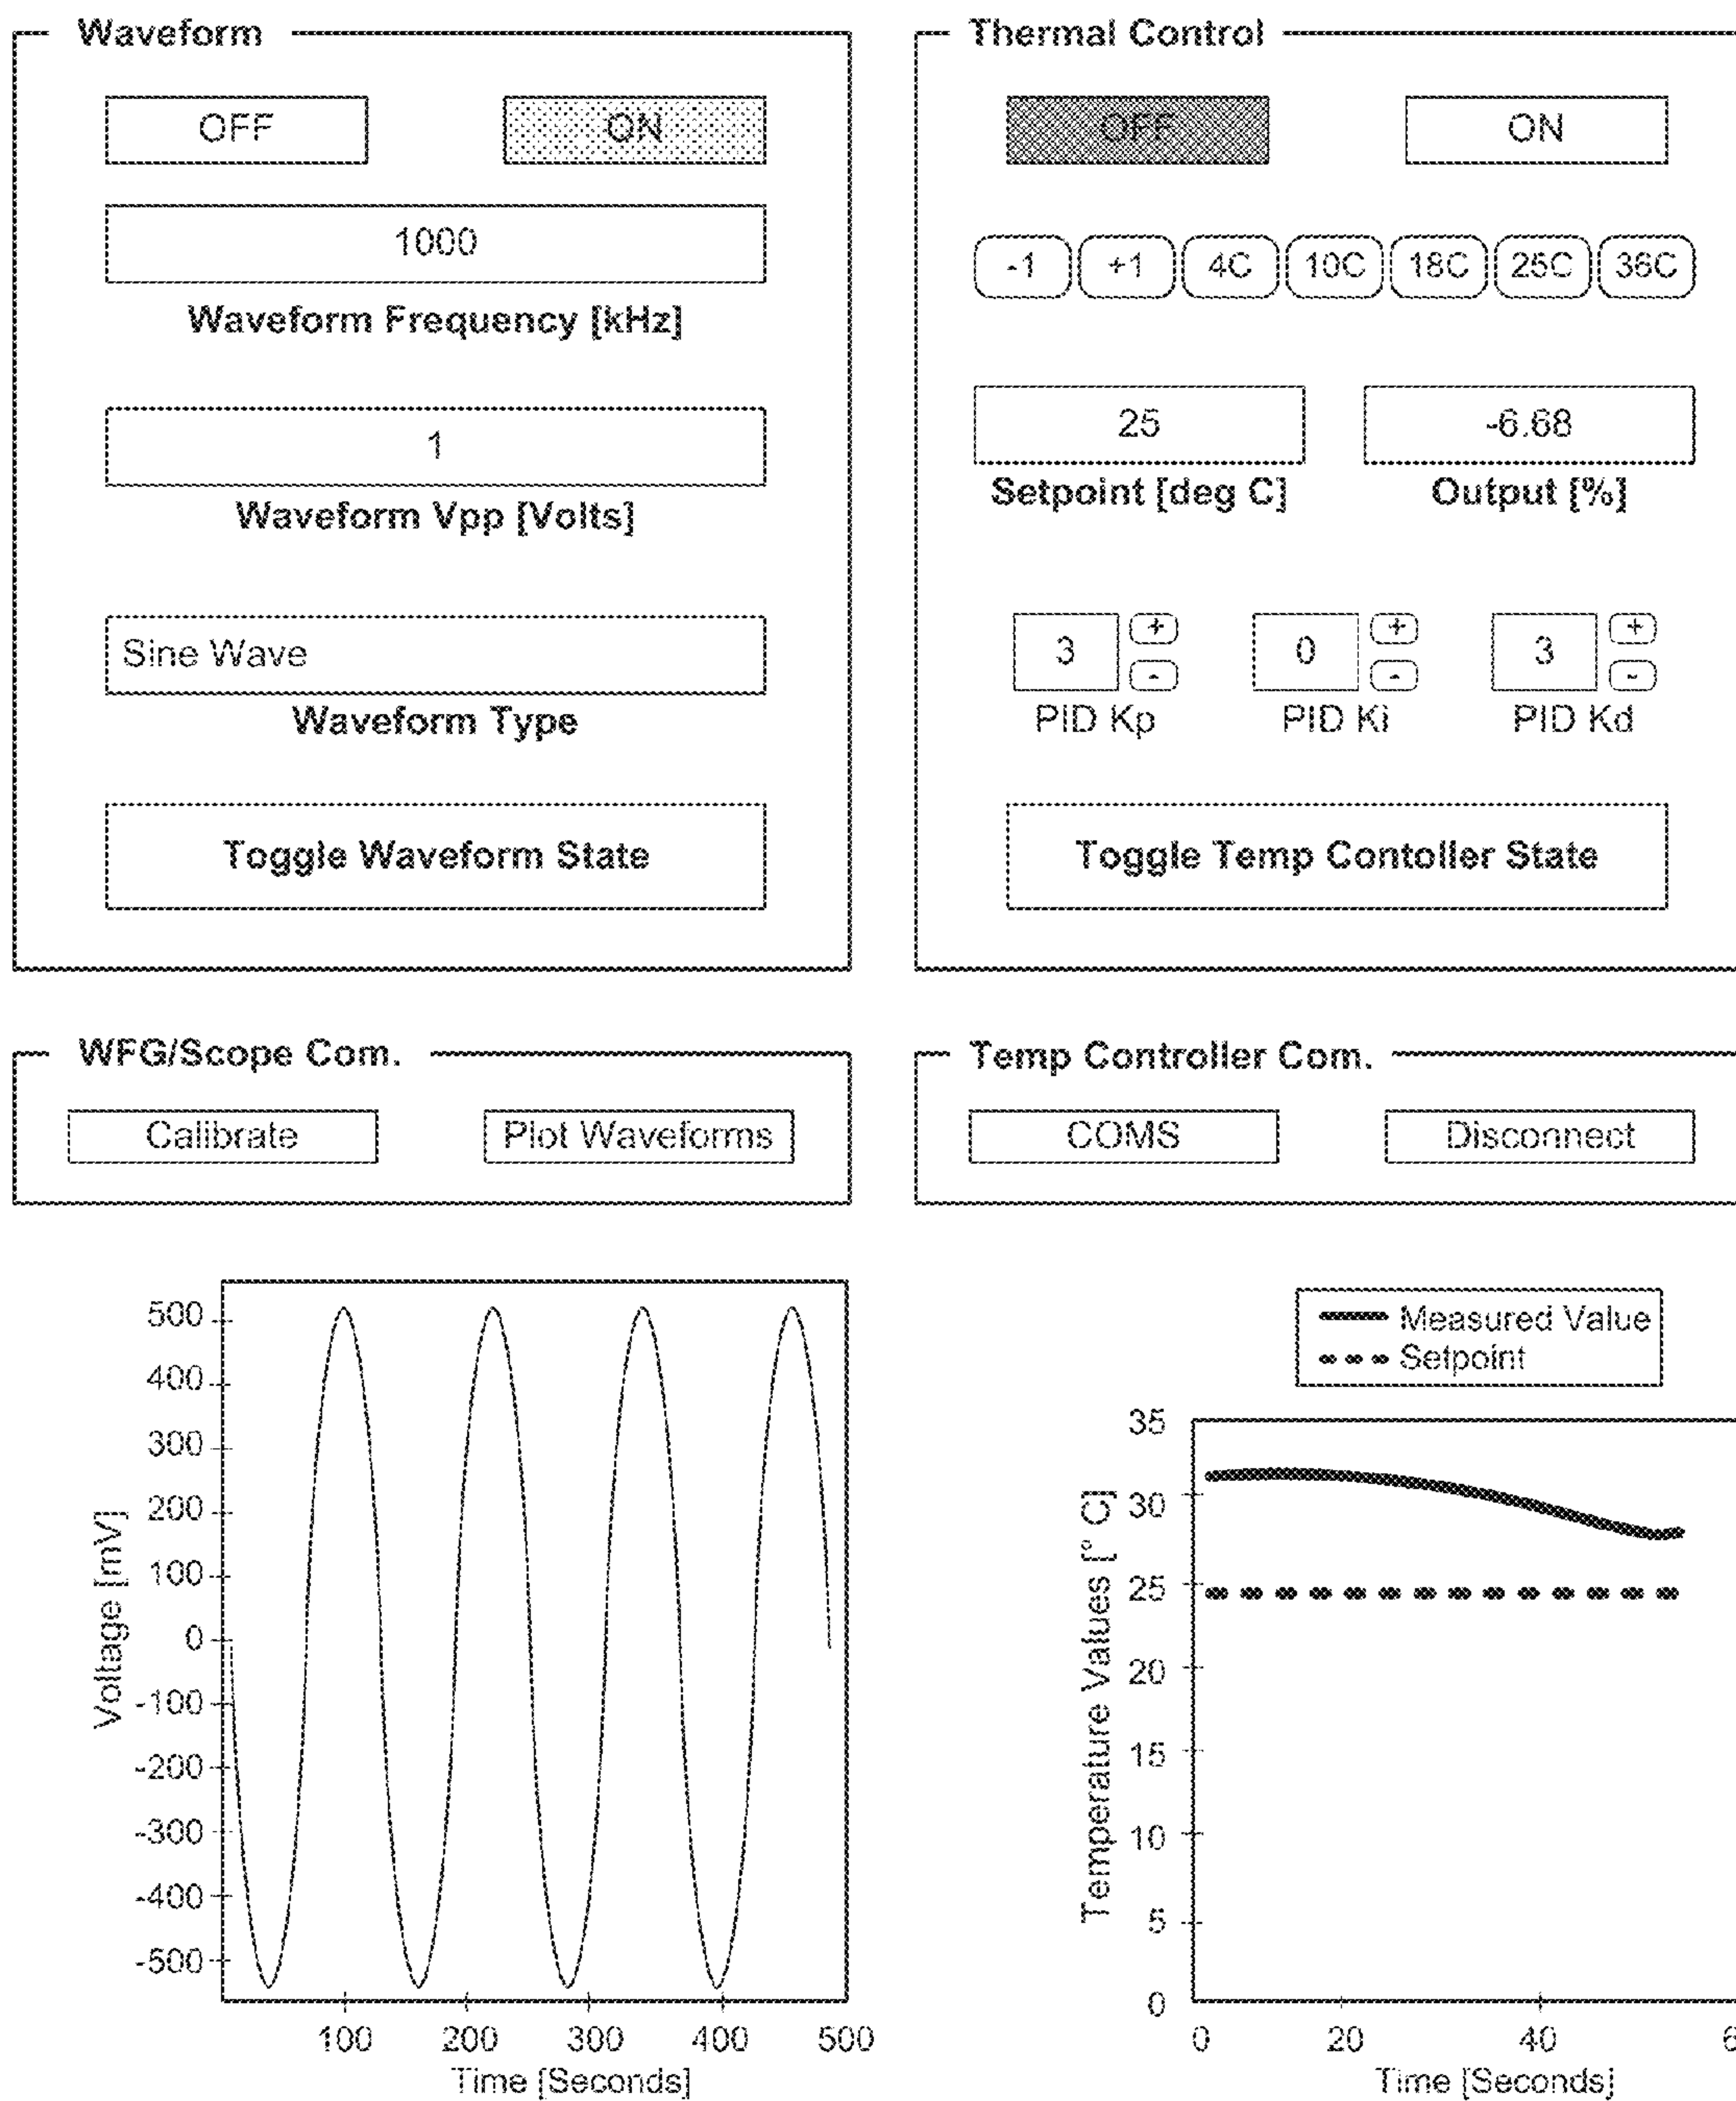 Waveform
OFF
ON
1000
Waveform Frequency [kHz]
1
Waveform Vpp [Volts]
Sine Wave
Waveform Type
Toggle Waveform State
Thermal Control
OFF
ON
-1 +1 4C 10C 18C 25C 36C
25
Setpoint [deg C]
-6.68
Output [%]
3 + -
PID Kp
0 + -
PID Ki
3 + -
PID Kd
Toggle Temp Contoller State
WFG/Scope Com.
Calibrate
Plot Waveforms
Temp Controller Com.
COMS
Disconnect
500
400
300
200
100
0
-100
-200
-300
-400
-500
Voltage [mV]
100 200 300 400 500
Time [Seconds]
Measured Value
Setpoint
35
30
25
20
15
10
5
0
Temperature Values [° C]
0 20 40
Time [Seconds]